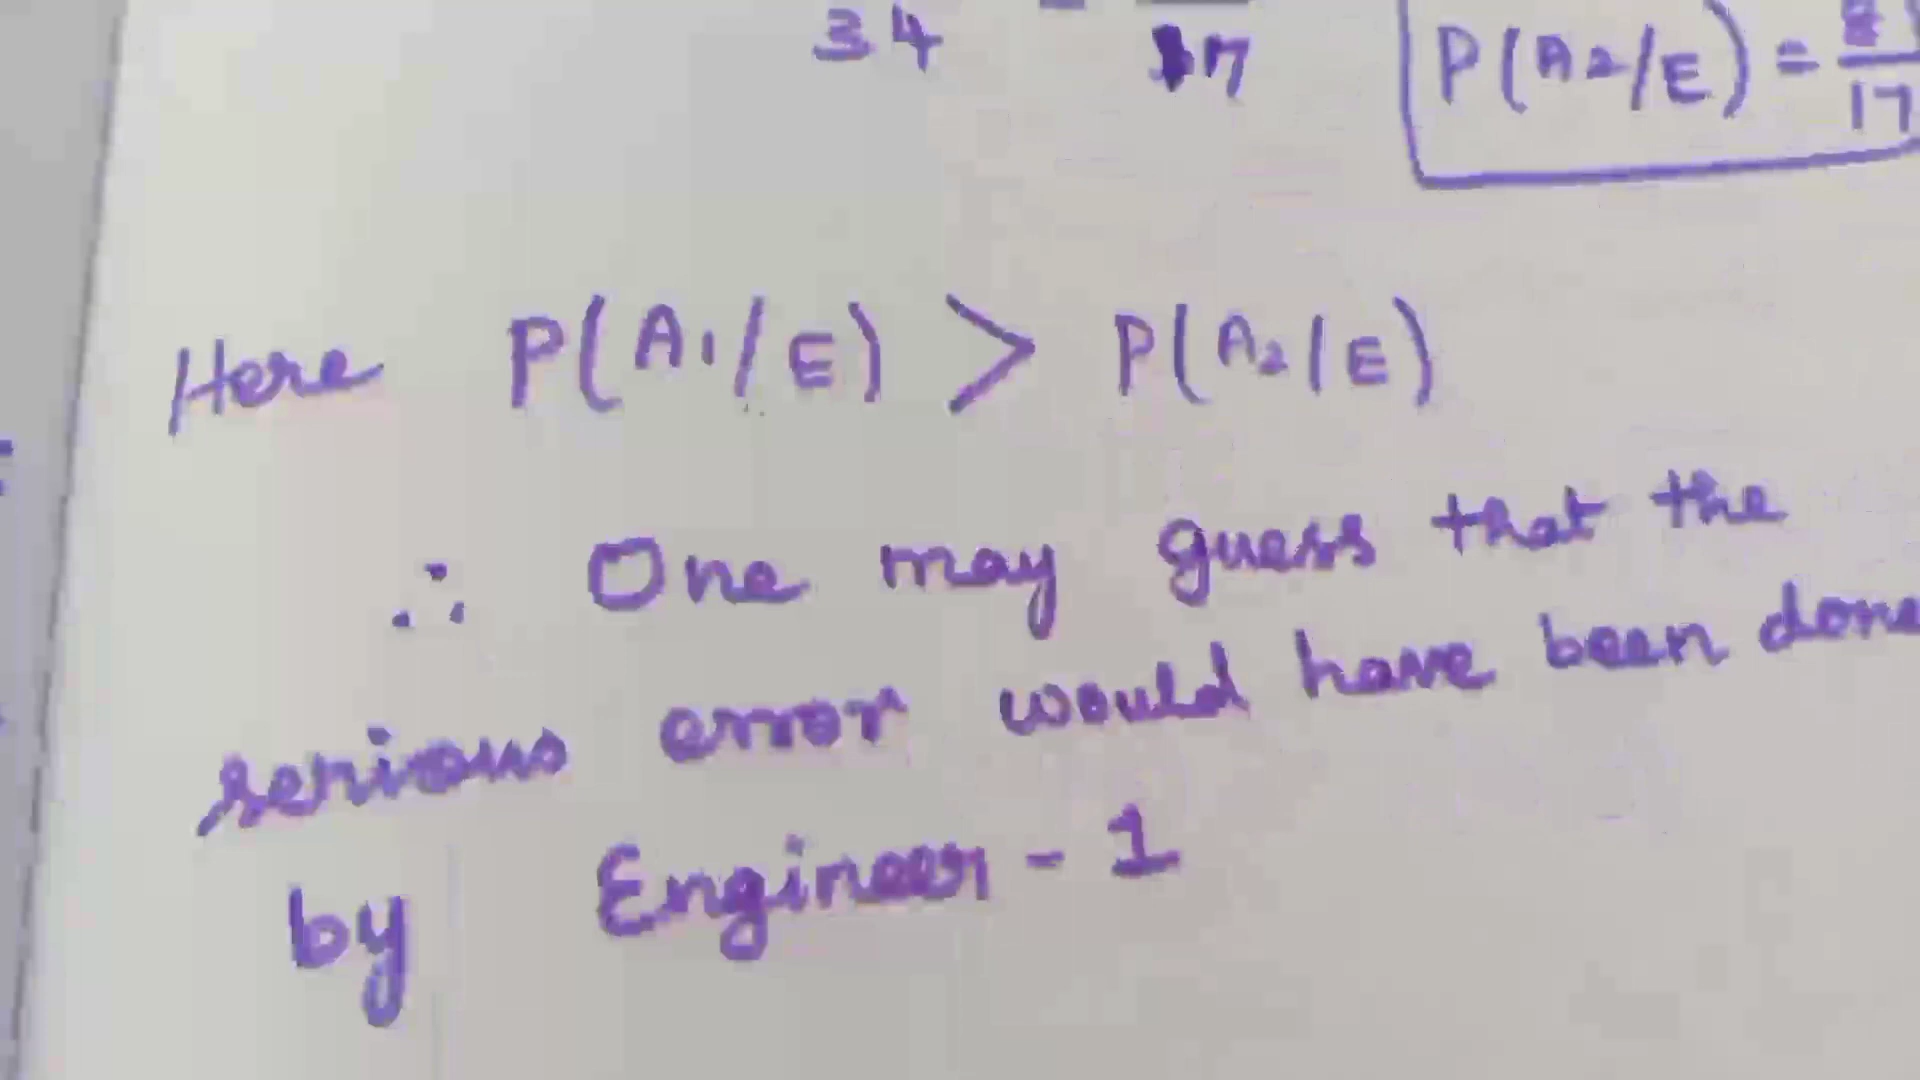 34 = 17
P(A2/E) = 8/17
Here P(A1/E) > P(A2/E)
∴ One may guess that the
serious error would have been done
by Engineer - 1